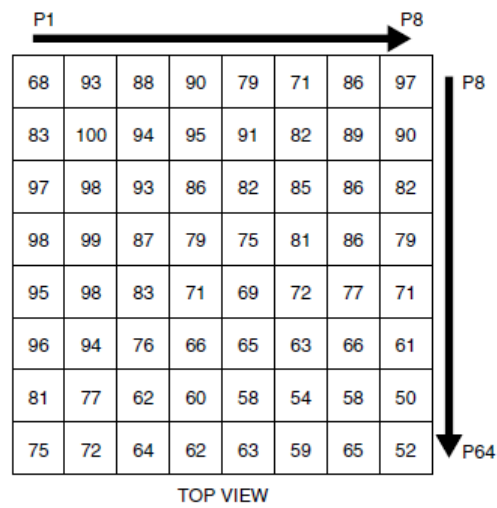 P1 P8
68 93 88 90 79 71 86 97 P8
83 100 94 95 91 82 89 90
97 98 93 86 82 85 86 82
98 99 87 79 75 81 86 79
95 98 83 71 69 72 77 71
96 94 76 66 65 63 66 61
81 77 62 60 58 54 58 50
75 72 64 62 63 59 65 52 P64
TOP VIEW